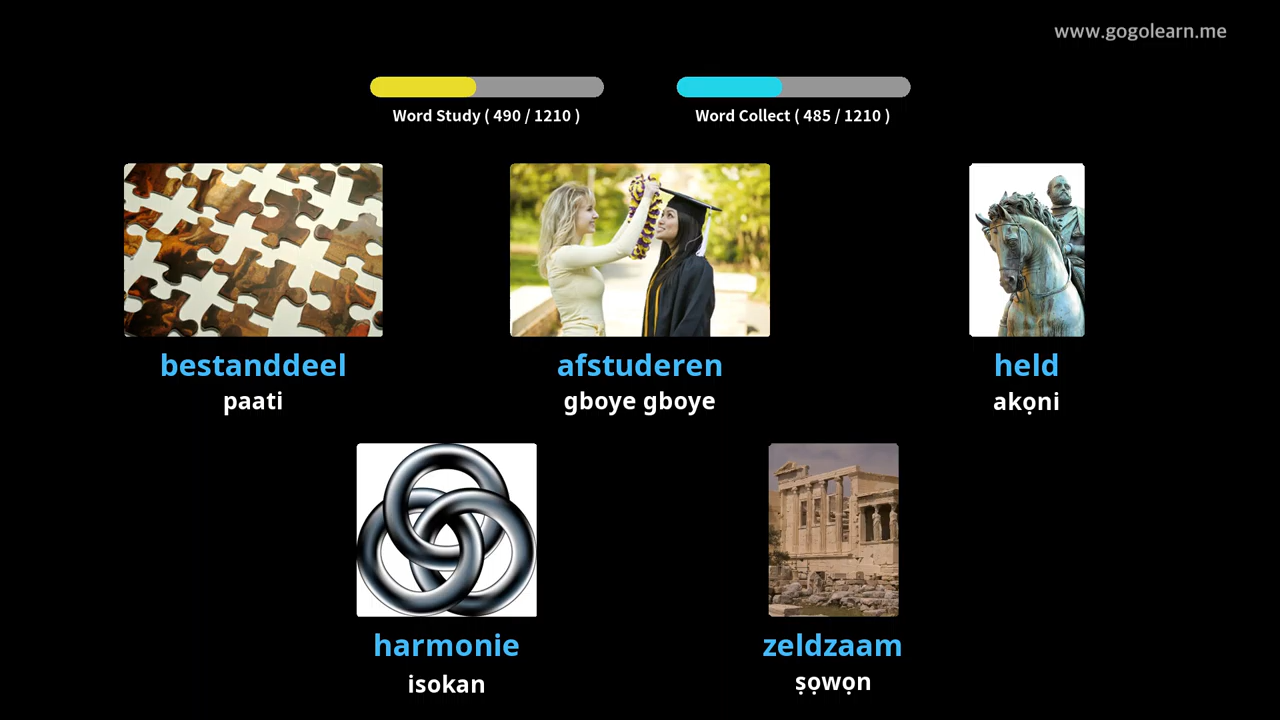 www.gogolearn.me
Word Study ( 490 / 1210 )
Word Collect ( 485 / 1210 )
bestanddeel
paati
afstuderen
gboye gboye
held
akọni
harmonie
isokan
zeldzaam
ṣọwọn